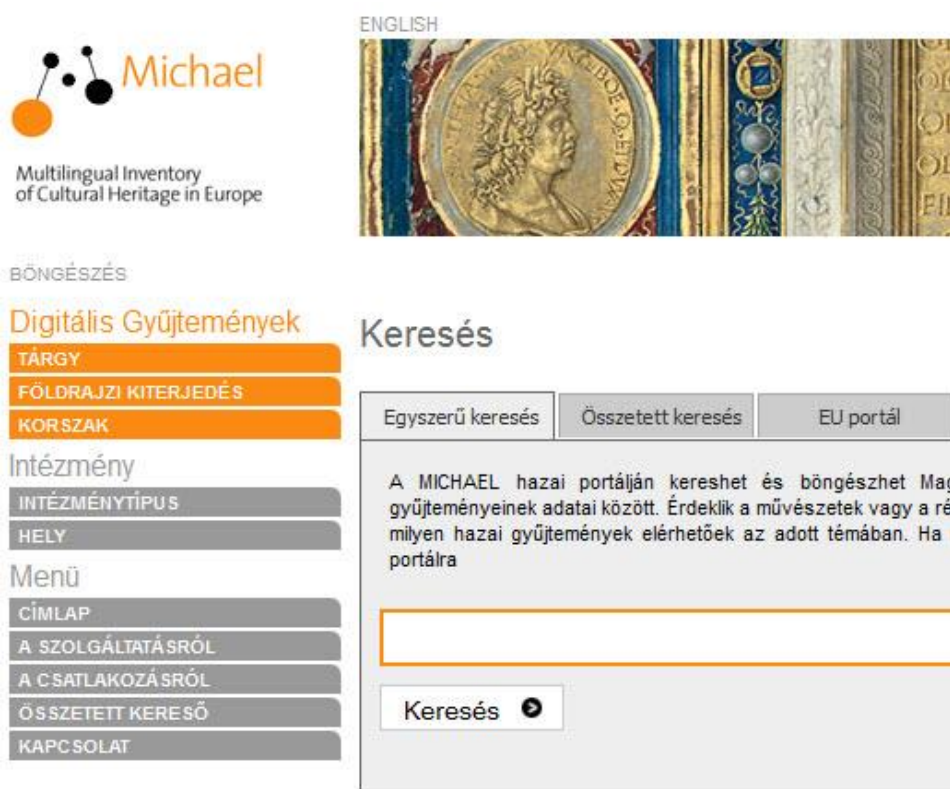 ENGLISH
Michael
Multilingual Inventory
of Cultural Heritage in Europe
BÖNGÉSZÉS
Digitális Gyűjtemények
TÁRGY
FÖLDRAJZI KITERJEDÉS
KORSZAK
Intézmény
INTÉZMÉNYTÍPUS
HELY
Menü
CÍMLAP
A SZOLGÁLTATÁSRÓL
A CSATLAKOZÁSRÓL
ÖSSZETETT KERESŐ
KAPCSOLAT
Keresés
Egyszerű keresés Összetett keresés EU portál
A MICHAEL hazai portálján kereshet és böngészhet Mag
gyűjteményeinek adatai között. Érdeklik a művészetek vagy a ré
milyen hazai gyűjtemények elérhetőek az adott témában. Ha
portálra
Keresés